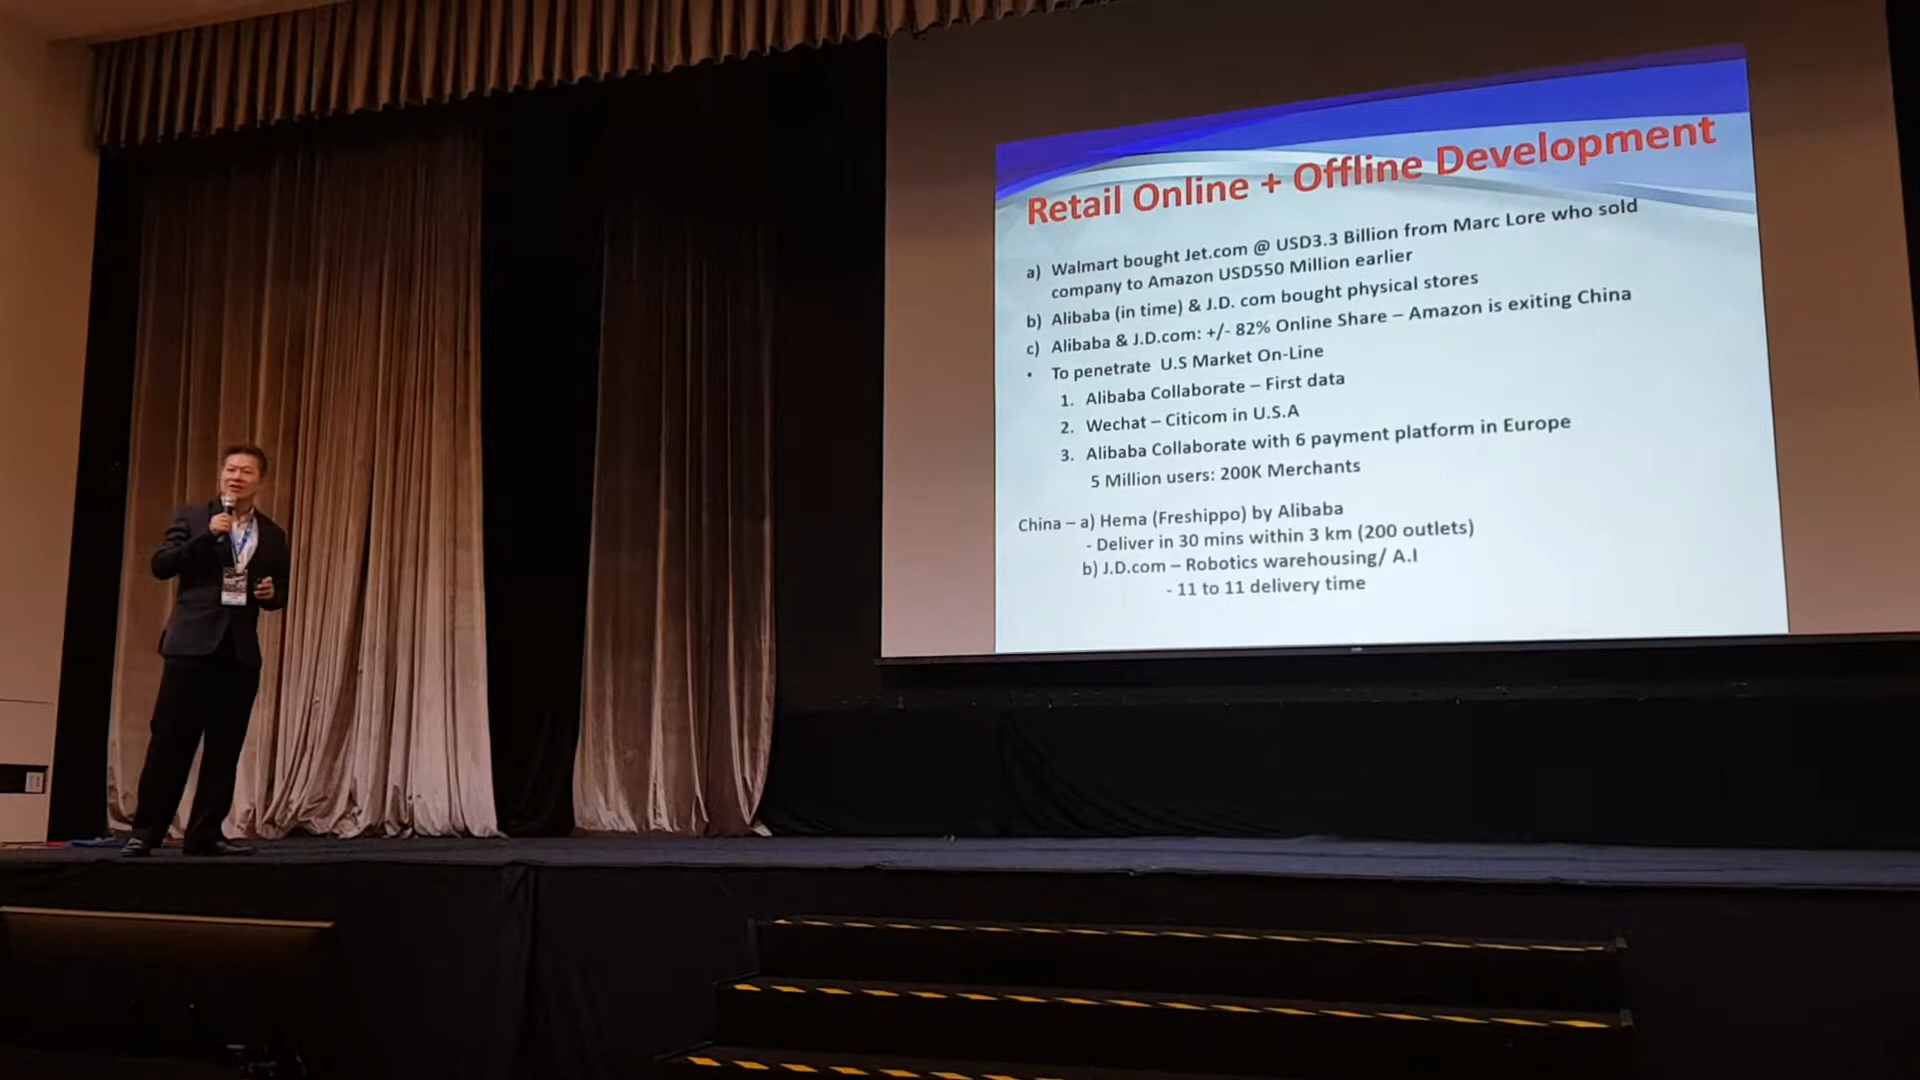 Retail Online + Offline Development
a) Walmart bought Jet.com @ USD3.3 Billion from Marc Lore who sold
company to Amazon USD550 Million earlier
b) Alibaba (in time) & J.D. com bought physical stores
c) Alibaba & J.D.com: +/- 82% Online Share – Amazon is exiting China
• To penetrate U.S Market On-Line
1. Alibaba Collaborate – First data
2. Wechat – Citicom in U.S.A
3. Alibaba Collaborate with 6 payment platform in Europe
5 Million users: 200K Merchants
China – a) Hema (Freshippo) by Alibaba
- Deliver in 30 mins within 3 km (200 outlets)
b) J.D.com – Robotics warehousing/ A.I
- 11 to 11 delivery time